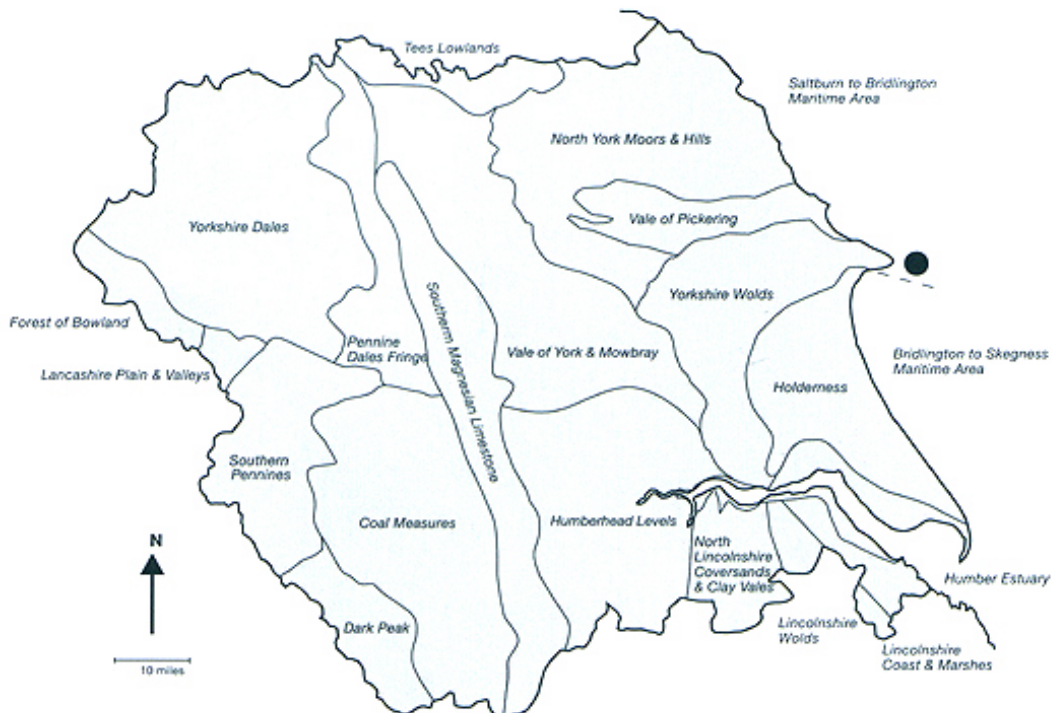 Tees Lowlands
Saltburn to Bridlington
Maritime Area
North York Moors & Hills
Vale of Pickering
Yorkshire Dales
Yorkshire Wolds
Forest of Bowland
Pennine
Dales Fringe
Southern Magnesian Limestone
Vale of York & Mowbray
Bridlington to Skegness
Maritime Area
Lancashire Plain & Valleys
Holderness
Southern
Pennines
Coal Measures
Humberhead Levels
North
Lincolnshire
Coversands
& Clay Vales
N
Humber Estuary
Dark Peak
Lincolnshire
Wolds
Lincolnshire
Coast & Marshes
10 miles